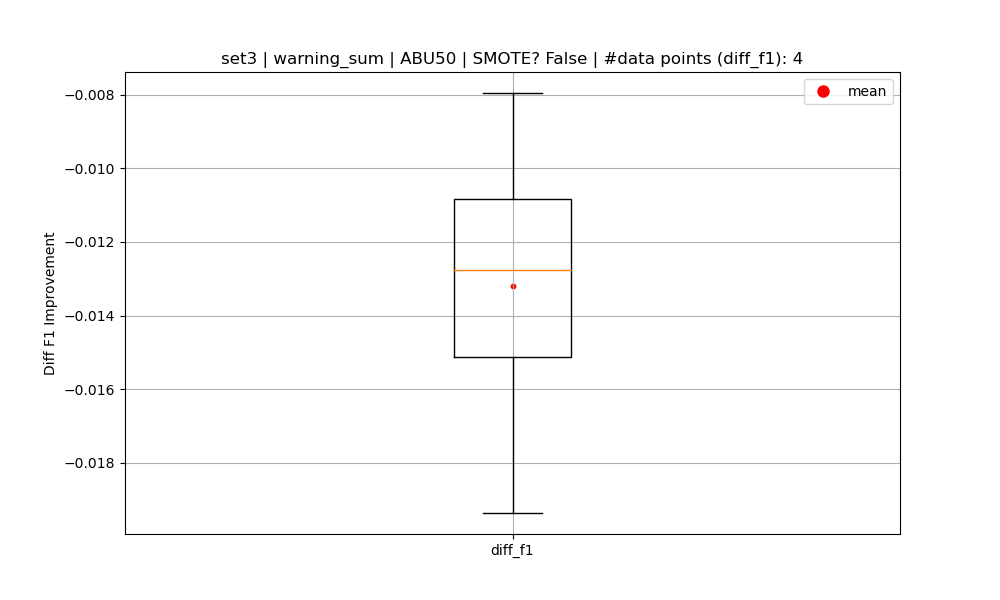 set3 | warning_sum | ABU50 | SMOTE? False | #data points (diff_f1): 4
mean
−0.008
−0.010
−0.012
−0.014
−0.016
−0.018
Diff F1 Improvement
diff_f1